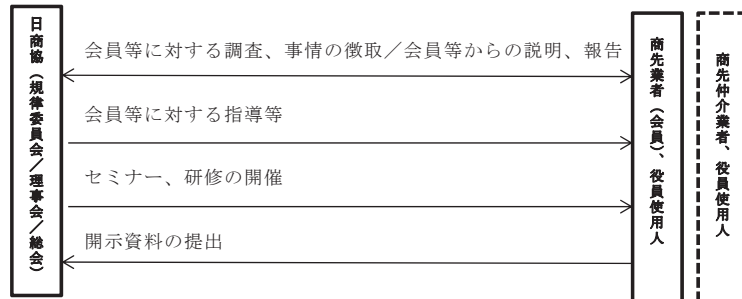 日商協（規律委員会／理事会／総会）
会員等に対する調査、事情の徴取／会員等からの説明、報告
会員等に対する指導等
セミナー、研修の開催
開示資料の提出
商先業者（会員）、役員使用人
商先仲介業者、役員使用人